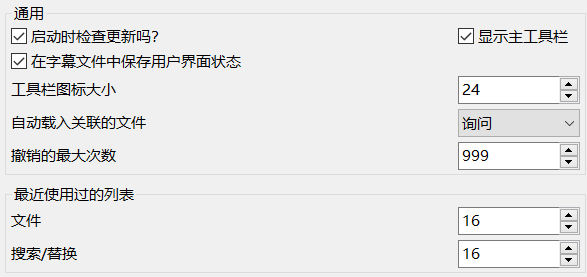 通用
启动时检查更新吗?
显示主工具栏
在字幕文件中保存用户界面状态
工具栏图标大小
24
自动载入关联的文件
询问
撤销的最大次数
999
最近使用过的列表
文件
16
搜索/替换
16